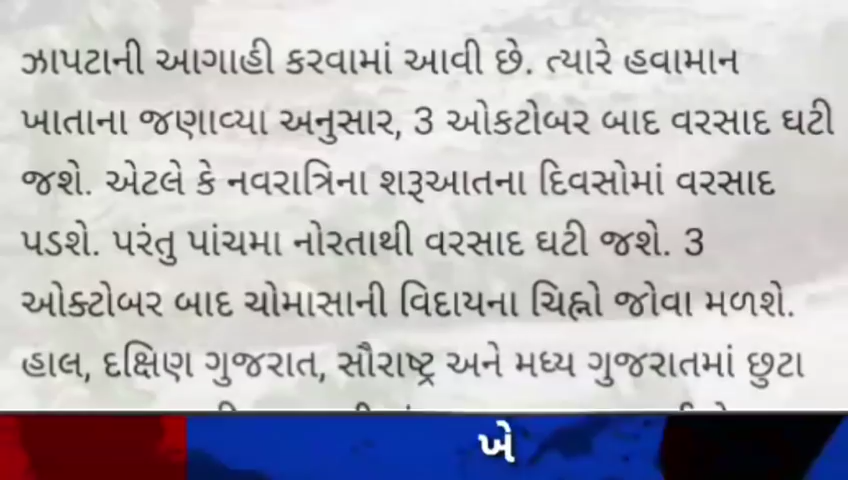 ઝાપટાની આગાહી કરવામાં આવી છે. ત્યારે હવામાન
ખાતાના જણાવ્યા અનુસાર, 3 ઓકટોબર બાદ વરસાદ ઘટી
જશે. એટલે કે નવરાત્રિના શરૂઆતના દિવસોમાં વરસાદ
પડશે. પરંતુ પાંચમા નોરતાથી વરસાદ ઘટી જશે. 3
ઓક્ટોબર બાદ ચોમાસાની વિદાયના ચિહ્નો જોવા મળશે.
હાલ, દક્ષિણ ગુજરાત, સૌરાષ્ટ્ર અને મધ્ય ગુજરાતમાં છુટા
ખે